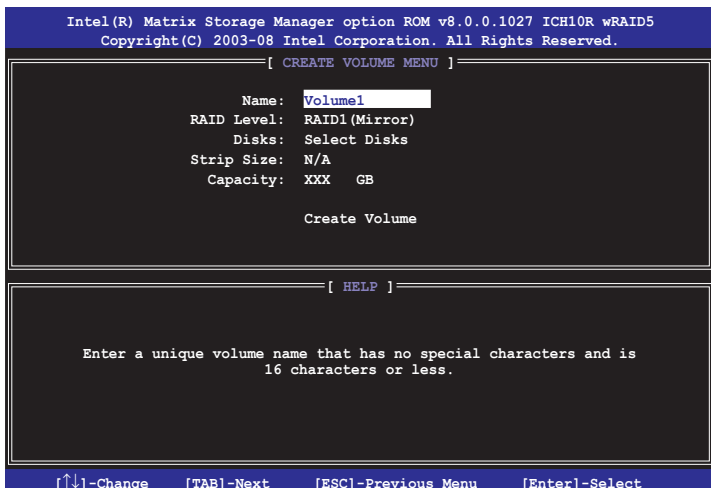 Intel(R) Matrix Storage Manager option ROM v8.0.0.1027 ICH10R wRAID5
Copyright(C) 2003-08 Intel Corporation. All Rights Reserved.
[ CREATE VOLUME MENU ]
Name: Volume1
RAID Level: RAID1(Mirror)
Disks: Select Disks
Strip Size: N/A
Capacity: XXX GB
Create Volume
[ HELP ]
Enter a unique volume name that has no special characters and is
16 characters or less.
[↑↓]-Change [TAB]-Next [ESC]-Previous Menu [Enter]-Select